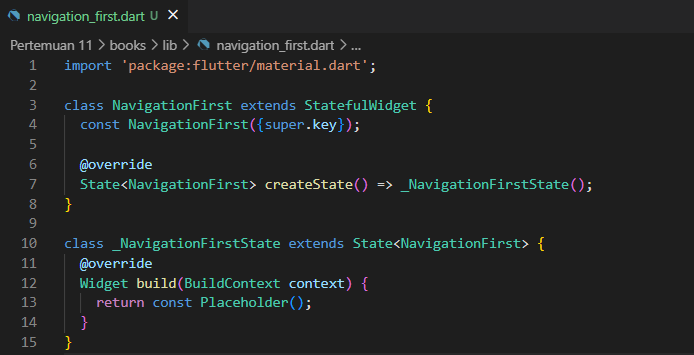 navigation_first.dart U ×
Pertemuan 11 > books > lib > navigation_first.dart > ...
1 import 'package:flutter/material.dart';
2
3 class NavigationFirst extends StatefulWidget {
4   const NavigationFirst({super.key});
5
6   @override
7   State<NavigationFirst> createState() => _NavigationFirstState();
8 }
9
10 class _NavigationFirstState extends State<NavigationFirst> {
11   @override
12   Widget build(BuildContext context) {
13     return const Placeholder();
14   }
15 }